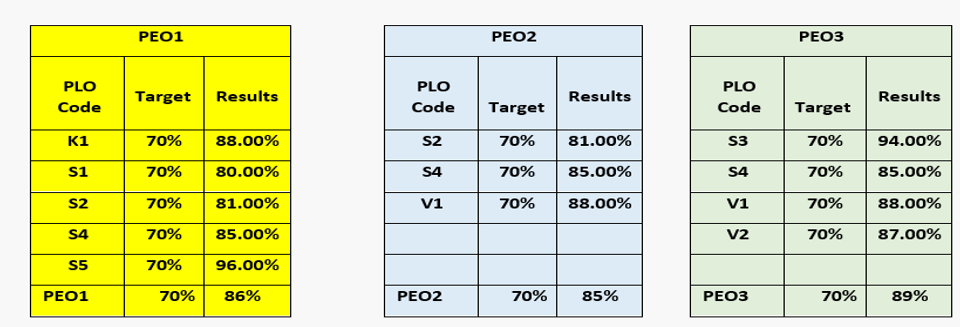 PEO1
PLO Code Target Results
K1 70% 88.00%
S1 70% 80.00%
S2 70% 81.00%
S4 70% 85.00%
S5 70% 96.00%
PEO1 70% 86%
PEO2
PLO Code Target Results
S2 70% 81.00%
S4 70% 85.00%
V1 70% 88.00%
PEO2 70% 85%
PEO3
PLO Code Target Results
S3 70% 94.00%
S4 70% 85.00%
V1 70% 88.00%
V2 70% 87.00%
PEO3 70% 89%